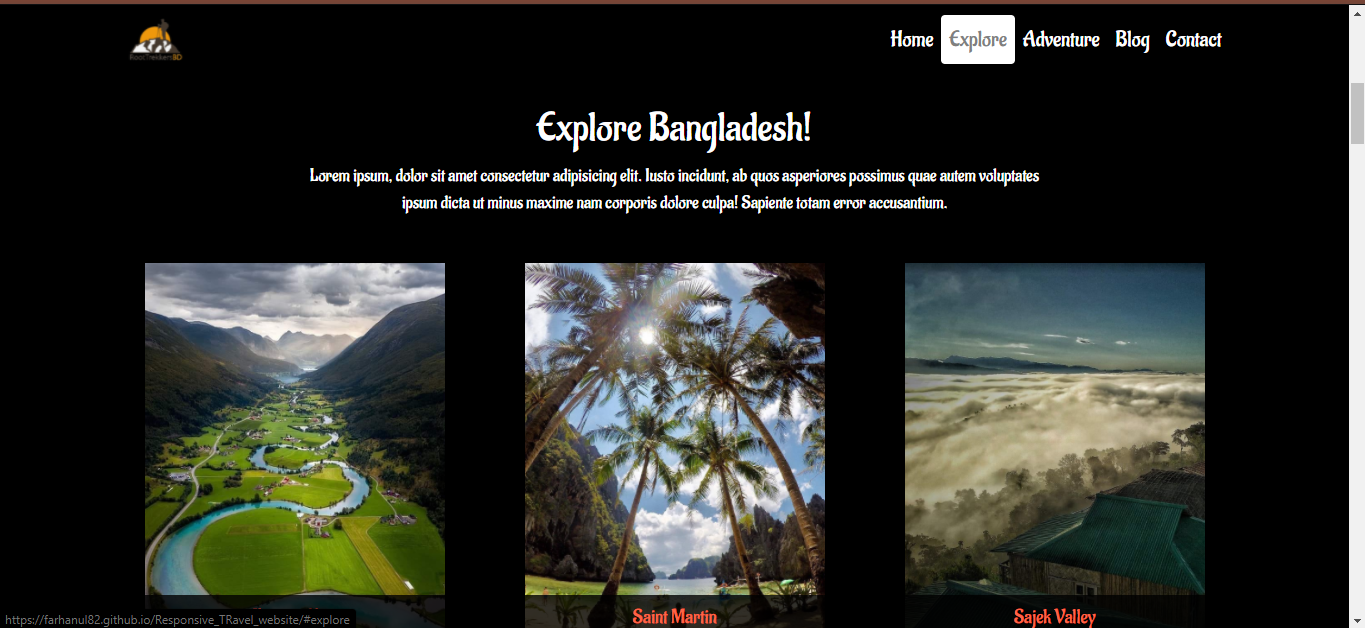 RootTrekkersBD
Home Explore Adventure Blog Contact
Explore Bangladesh!
Lorem ipsum, dolor sit amet consectetur adipisicing elit. Iusto incidunt, ab quos asperiores possimus quae autem voluptates
ipsum dicta ut minus maxime nam corporis dolore culpa! Sapiente totam error accusantium.
Saint Martin
Sajek Valley
https://farhanul82.github.io/Responsive_TRavel_website/#explore